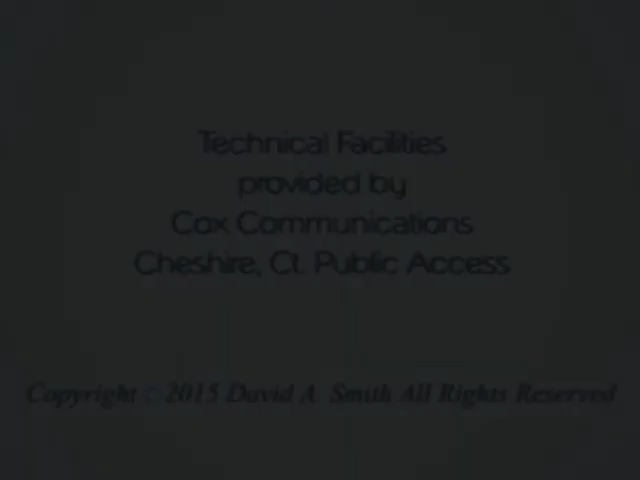 Technical Facilities
provided by
Cox Communications
Cheshire, Ct. Public Access
Copyright © 2015 David A. Smith All Rights Reserved